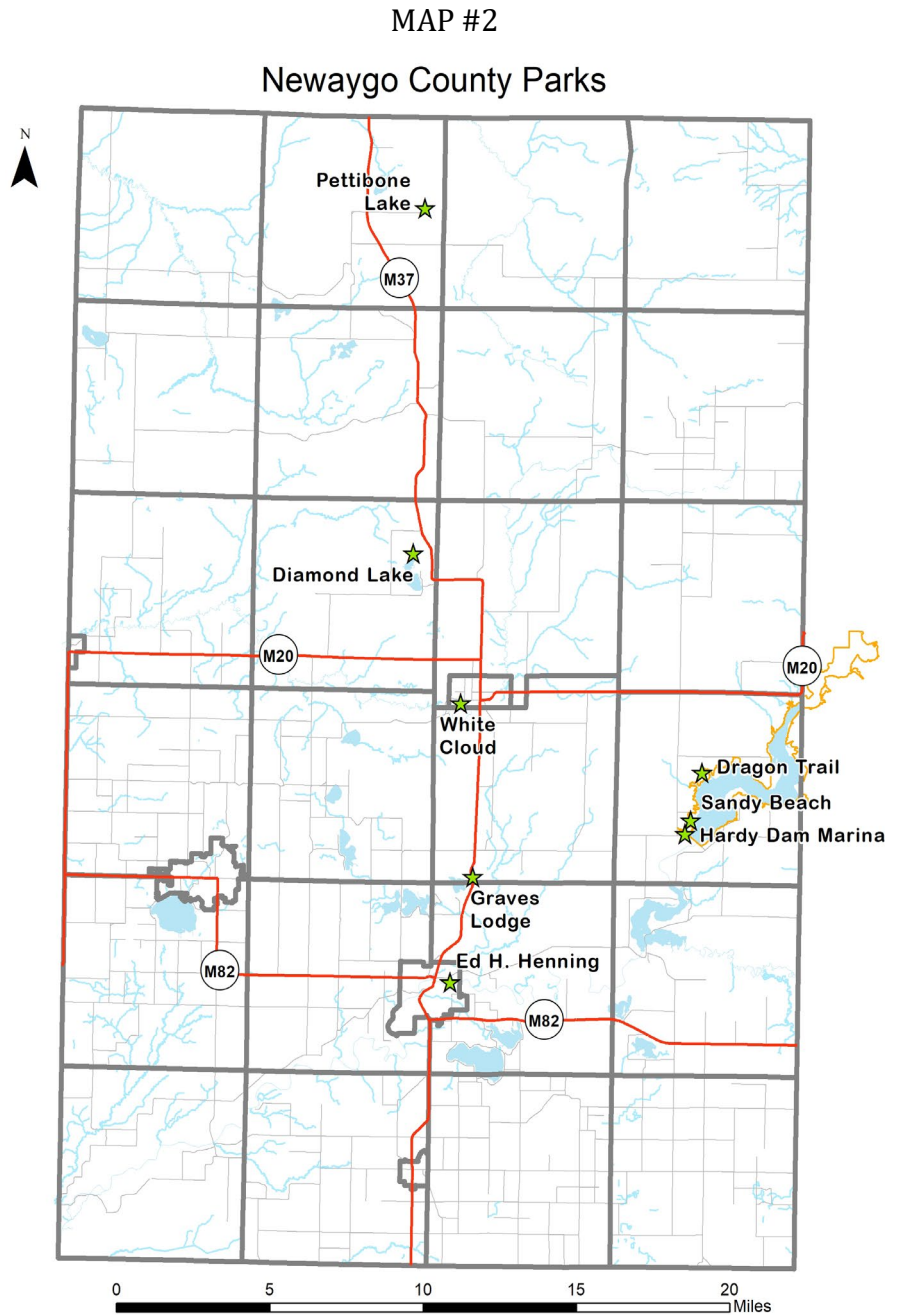 MAP #2
Newaygo County Parks
N
Pettibone
Lake
M37
Diamond Lake
M20
M20
White
Cloud
Dragon Trail
Sandy Beach
Hardy Dam Marina
Graves
Lodge
Ed H. Henning
M82
M82
0 5 10 15 20
Miles